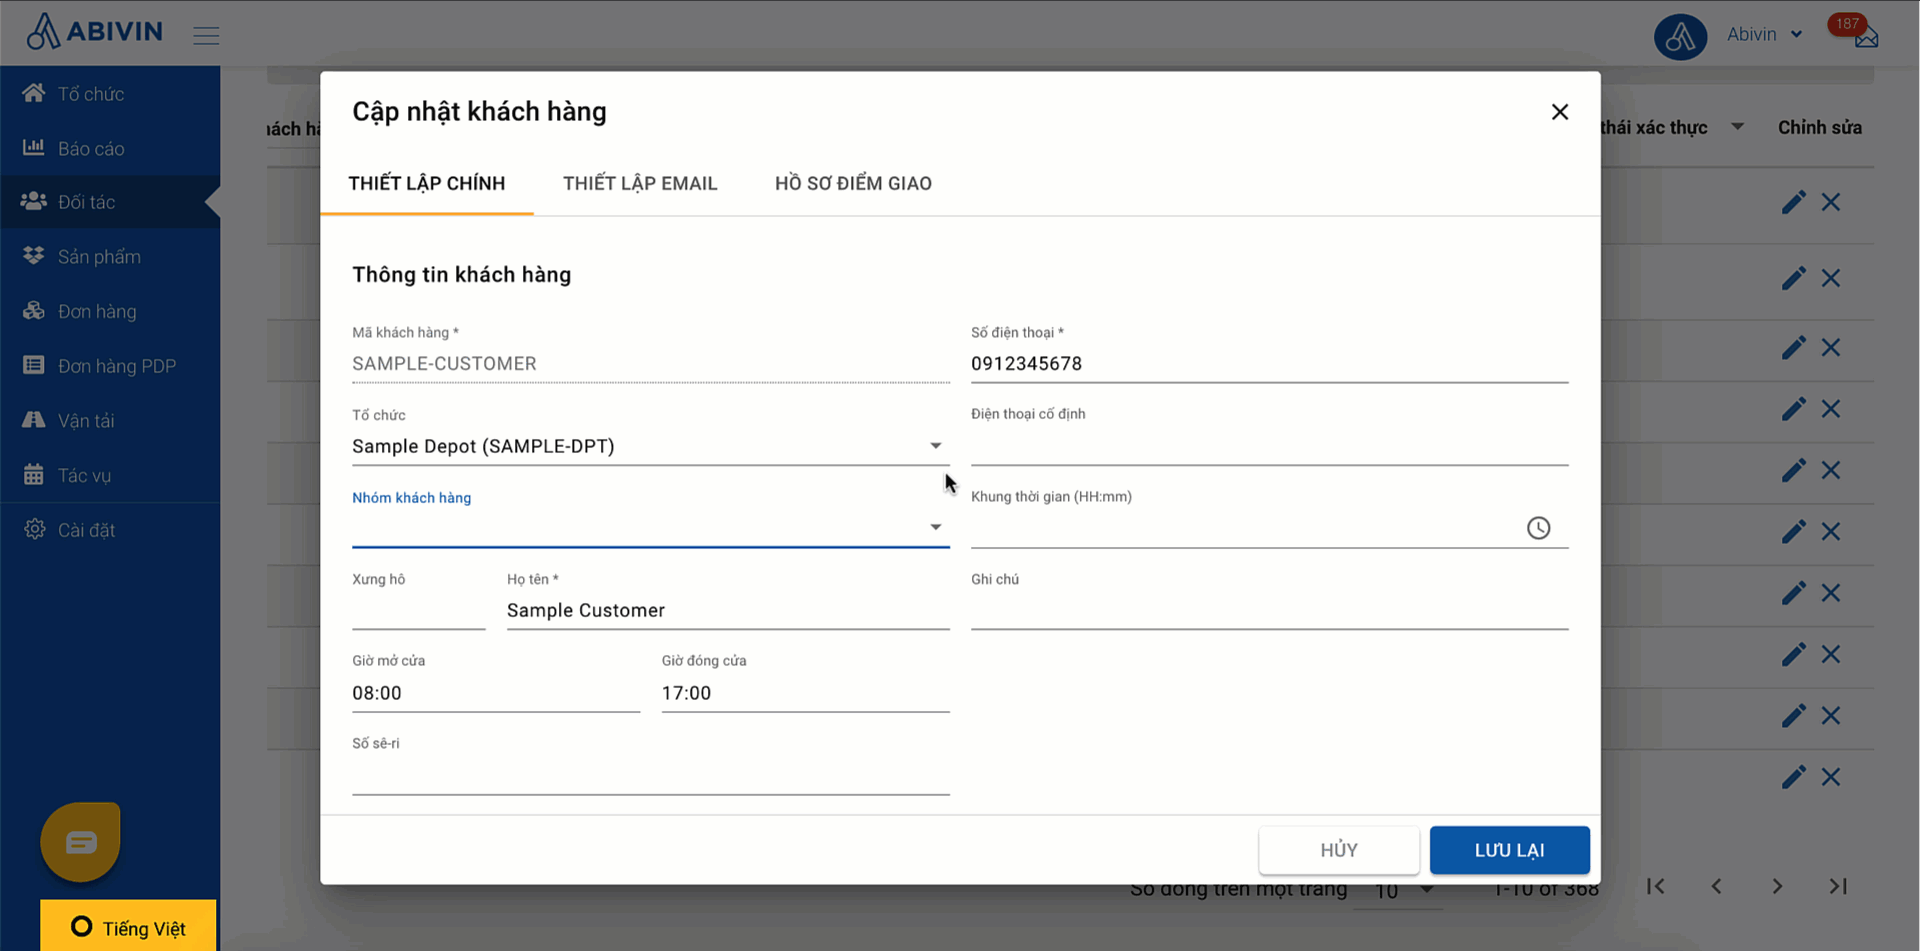 ABIVIN
Abivin
187
Tổ chức
Báo cáo
Đối tác
Sản phẩm
Đơn hàng
Đơn hàng PDP
Vận tải
Tác vụ
Cài đặt
Tiếng Việt
thái xác thực
Chỉnh sửa
Cập nhật khách hàng
THIẾT LẬP CHÍNH
THIẾT LẬP EMAIL
HỒ SƠ ĐIỂM GIAO
Thông tin khách hàng
Mã khách hàng *
SAMPLE-CUSTOMER
Số điện thoại *
0912345678
Tổ chức
Sample Depot (SAMPLE-DPT)
Điện thoại cố định
Nhóm khách hàng
Khung thời gian (HH:mm)
Xưng hô
Họ tên *
Sample Customer
Ghi chú
Giờ mở cửa
08:00
Giờ đóng cửa
17:00
Số sê-ri
HỦY
LƯU LẠI
Số dòng trên một trang
10
1-10 of 368